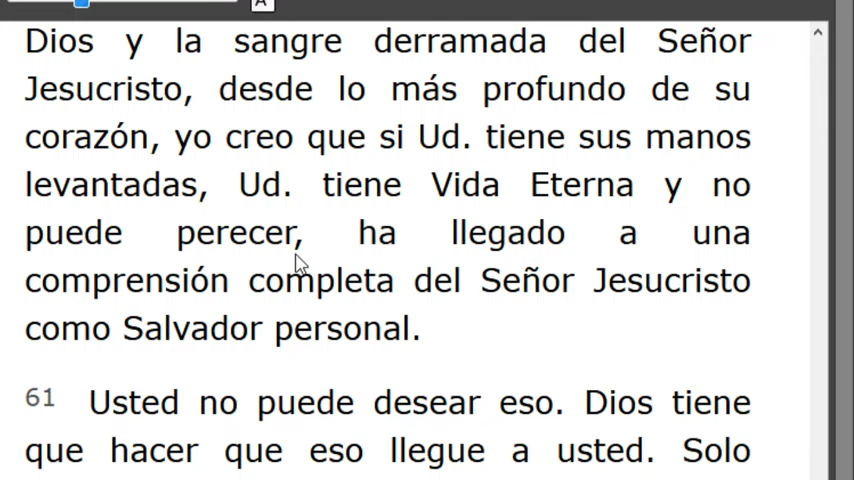 A
Dios y la sangre derramada del Señor
Jesucristo, desde lo más profundo de su
corazón, yo creo que si Ud. tiene sus manos
levantadas, Ud. tiene Vida Eterna y no
puede perecer, ha llegado a una
comprensión completa del Señor Jesucristo
como Salvador personal.
61 Usted no puede desear eso. Dios tiene
que hacer que eso llegue a usted. Solo